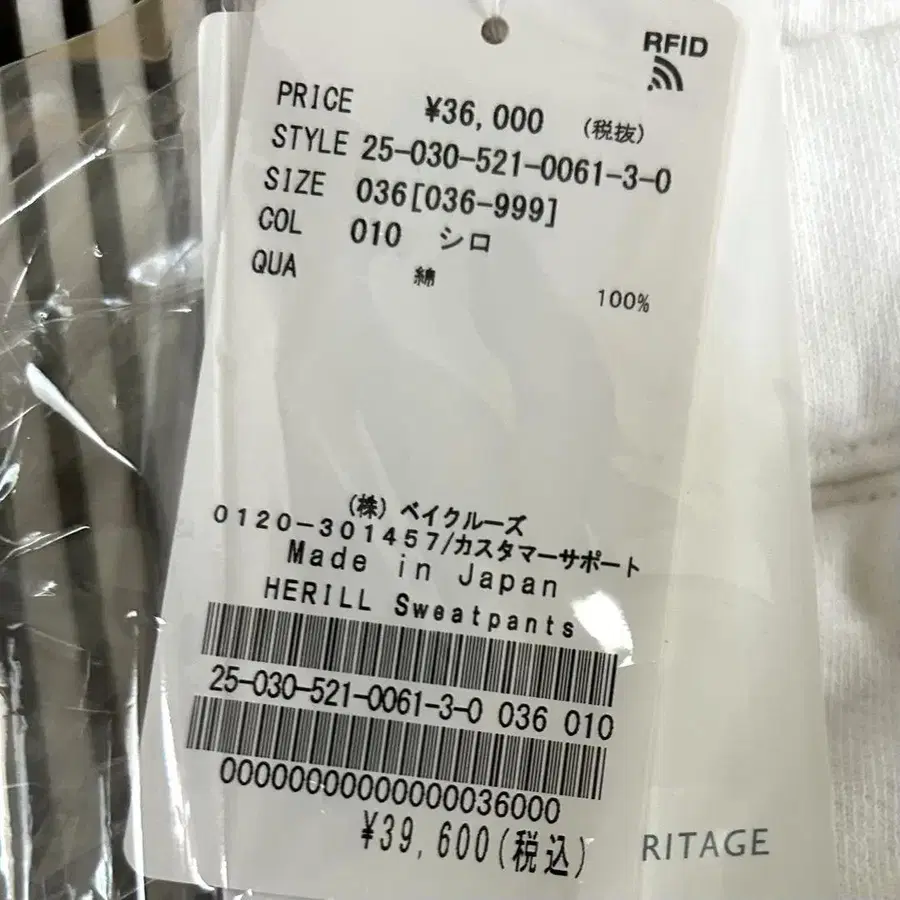 RFID
PRICE ¥36,000 (税抜)
STYLE 25-030-521-0061-3-0
SIZE 036[036-999]
COL 010 シロ
QUA 綿 100%
(株) ベイクルーズ
0120-301457/カスタマーサポート
Made in Japan
HERILL Sweatpants
25-030-521-0061-3-0 036 010
0000000000000036000
¥39,600(税込)
RITAGE